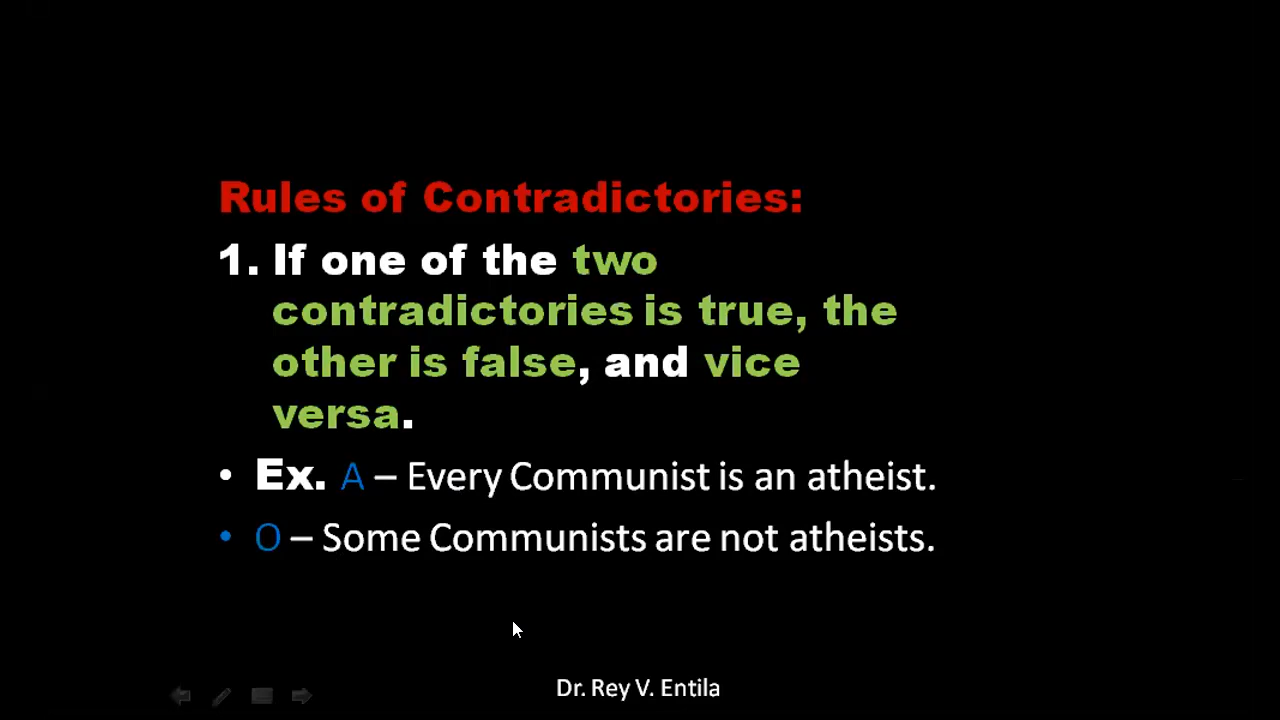 Rules of Contradictories:
1. If one of the two
contradictories is true, the
other is false, and vice
versa.
• Ex. A – Every Communist is an atheist.
• O – Some Communists are not atheists.
Dr. Rey V. Entila